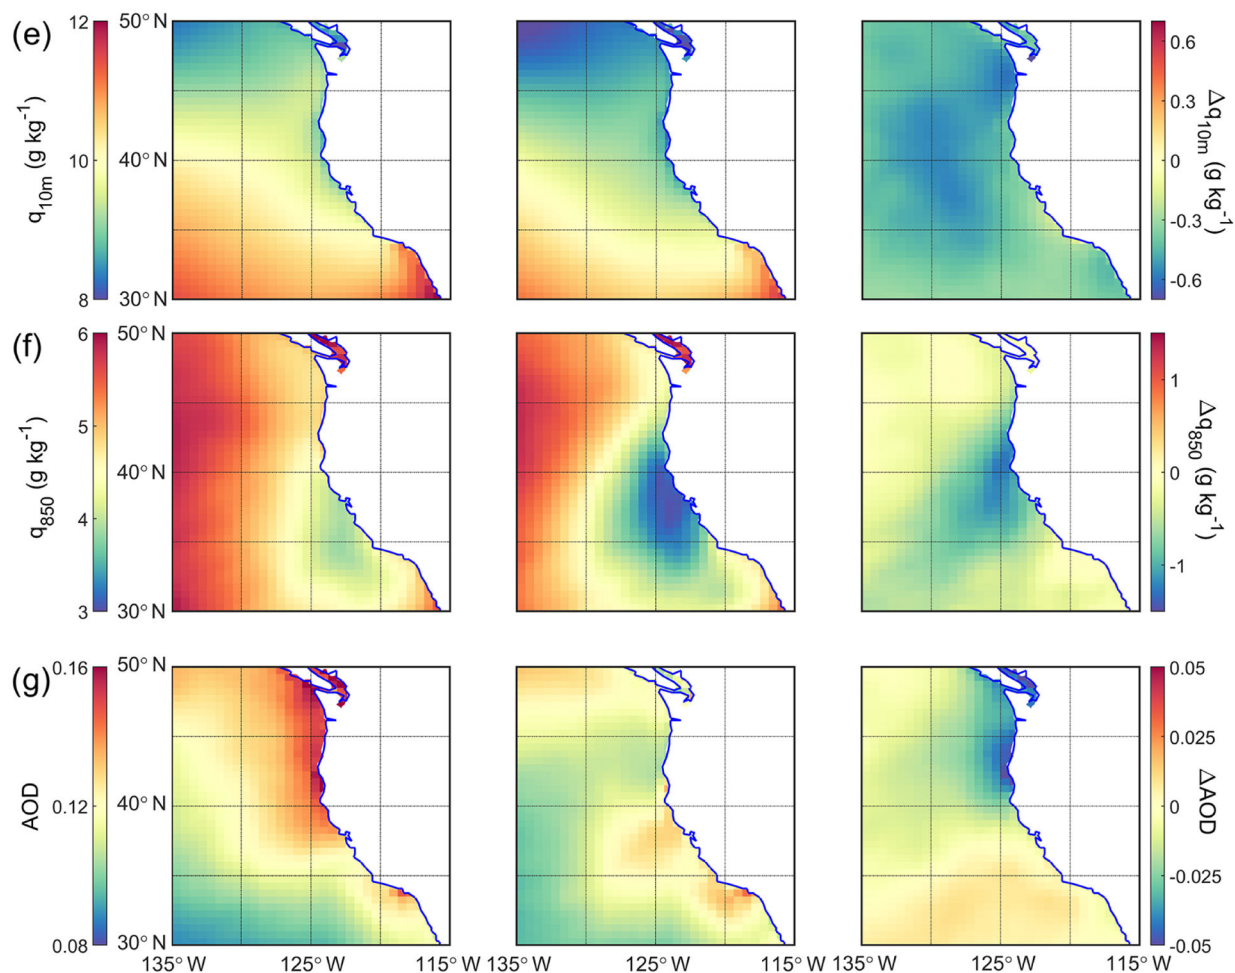 (e)
12
10
8
q10m (g kg-1)
50° N
40° N
30° N
0.6
0.3
0
-0.3
-0.6
Δq10m (g kg-1)
(f)
6
5
4
3
q850 (g kg-1)
50° N
40° N
30° N
1
0
-1
Δq850 (g kg-1)
(g)
0.16
0.12
0.08
AOD
50° N
40° N
30° N
0.05
0.025
0
-0.025
-0.05
ΔAOD
135° W 125° W 115° W 135° W 125° W 115° W 135° W 125° W 115° W